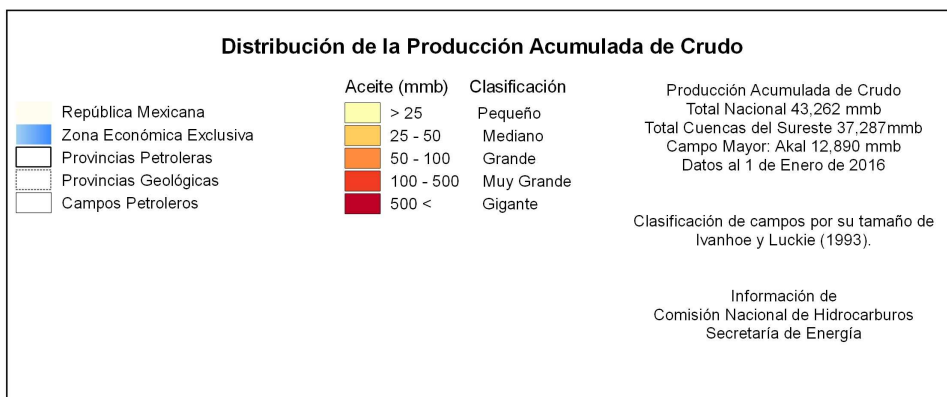 Distribución de la Producción Acumulada de Crudo
República Mexicana
Zona Económica Exclusiva
Provincias Petroleras
Provincias Geológicas
Campos Petroleros
Aceite (mmb) Clasificación
> 25 Pequeño
25 - 50 Mediano
50 - 100 Grande
100 - 500 Muy Grande
500 < Gigante
Producción Acumulada de Crudo
Total Nacional 43,262 mmb
Total Cuencas del Sureste 37,287mmb
Campo Mayor: Akal 12,890 mmb
Datos al 1 de Enero de 2016
Clasificación de campos por su tamaño de
Ivanhoe y Luckie (1993).
Información de
Comisión Nacional de Hidrocarburos
Secretaría de Energía